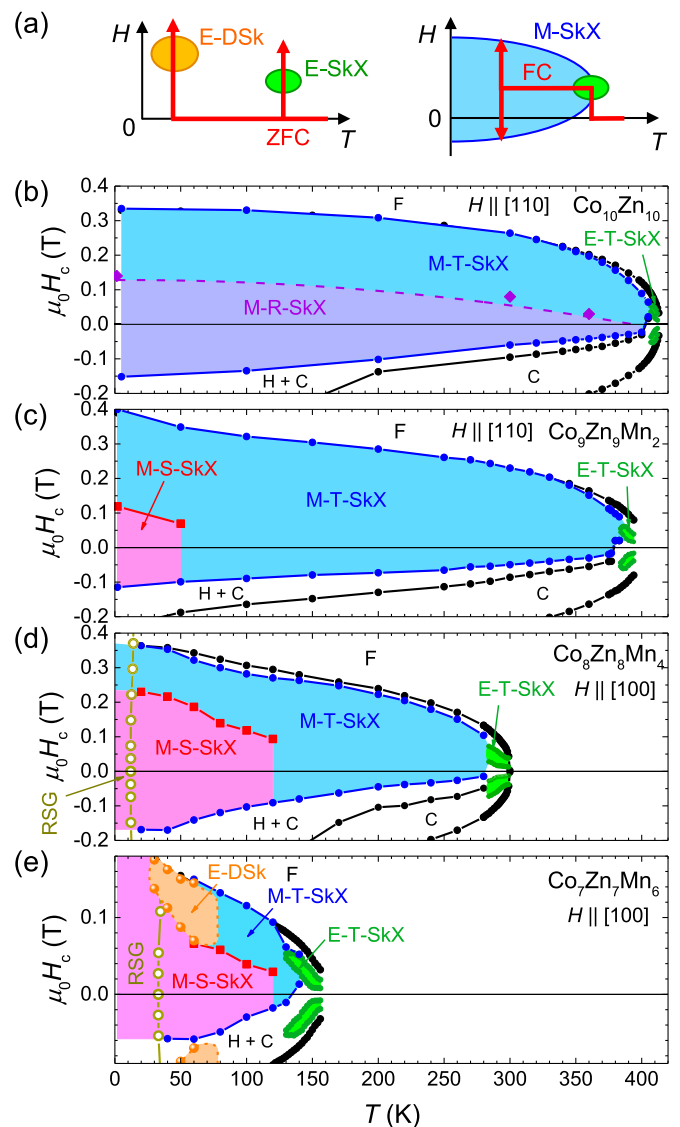 (a)
H
E-DSk
E-SkX
0
ZFC
T
H
M-SkX
FC
0
T
(b)
0.4
0.3
0.2
0.1
0.0
-0.1
-0.2
μ₀H_c (T)
F
H || [110]
Co₁₀Zn₁₀
E-T-SkX
M-T-SkX
M-R-SkX
H + C
C
(c)
0.4
0.3
0.2
0.1
0.0
-0.1
-0.2
μ₀H_c (T)
F
H || [110]
Co₉Zn₉Mn₂
M-S-SkX
E-T-SkX
M-T-SkX
H + C
C
(d)
0.4
0.3
0.2
0.1
0.0
-0.1
-0.2
μ₀H_c (T)
F
Co₈Zn₈Mn₄
H || [100]
E-T-SkX
M-T-SkX
M-S-SkX
RSG
H + C
C
(e)
0.1
0.0
μ₀H_c (T)
E-DSk
F
Co₇Zn₇Mn₆
M-T-SkX
H || [100]
E-T-SkX
RSG
M-S-SkX
H + C
0 50 100 150 200 250 300 350 400
T (K)